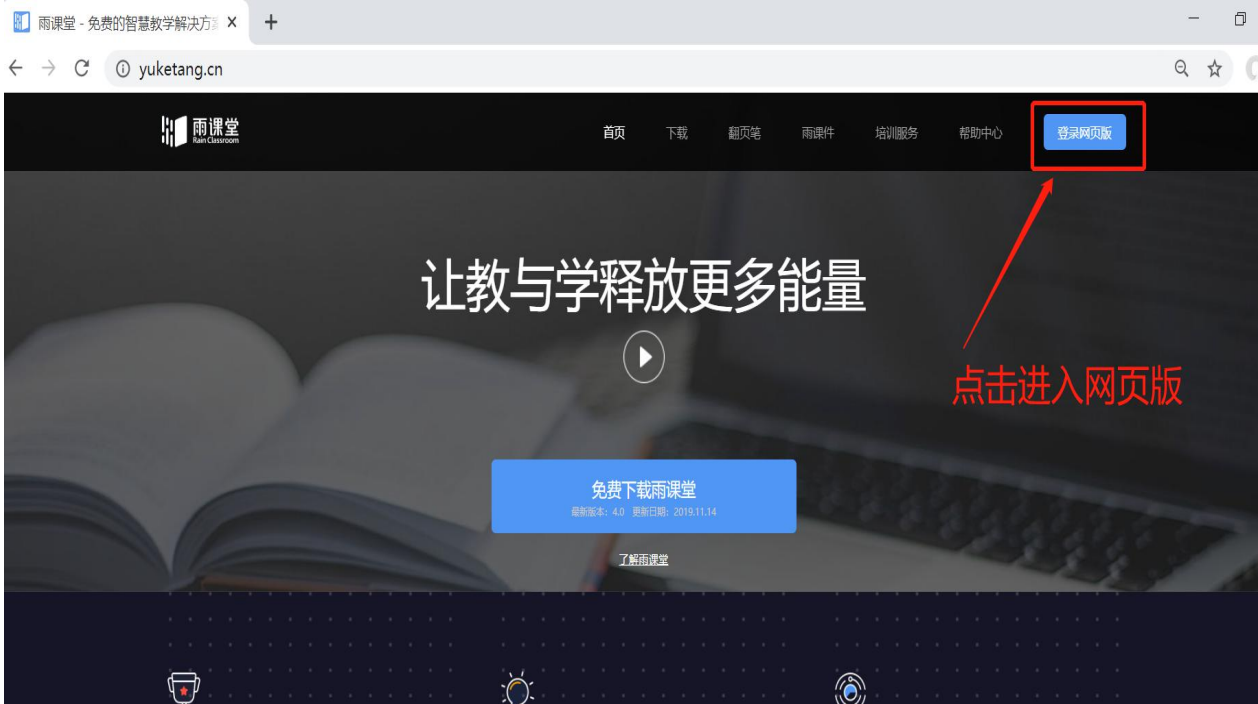 雨课堂 - 免费的智慧教学解决方
yuketang.cn
雨课堂
Rain Classroom
首页 下载 翻页笔 雨课件 培训服务 帮助中心 登录网页版
让教与学释放更多能量
点击进入网页版
免费下载雨课堂
最新版本：4.0 更新日期：2019.11.14
了解雨课堂